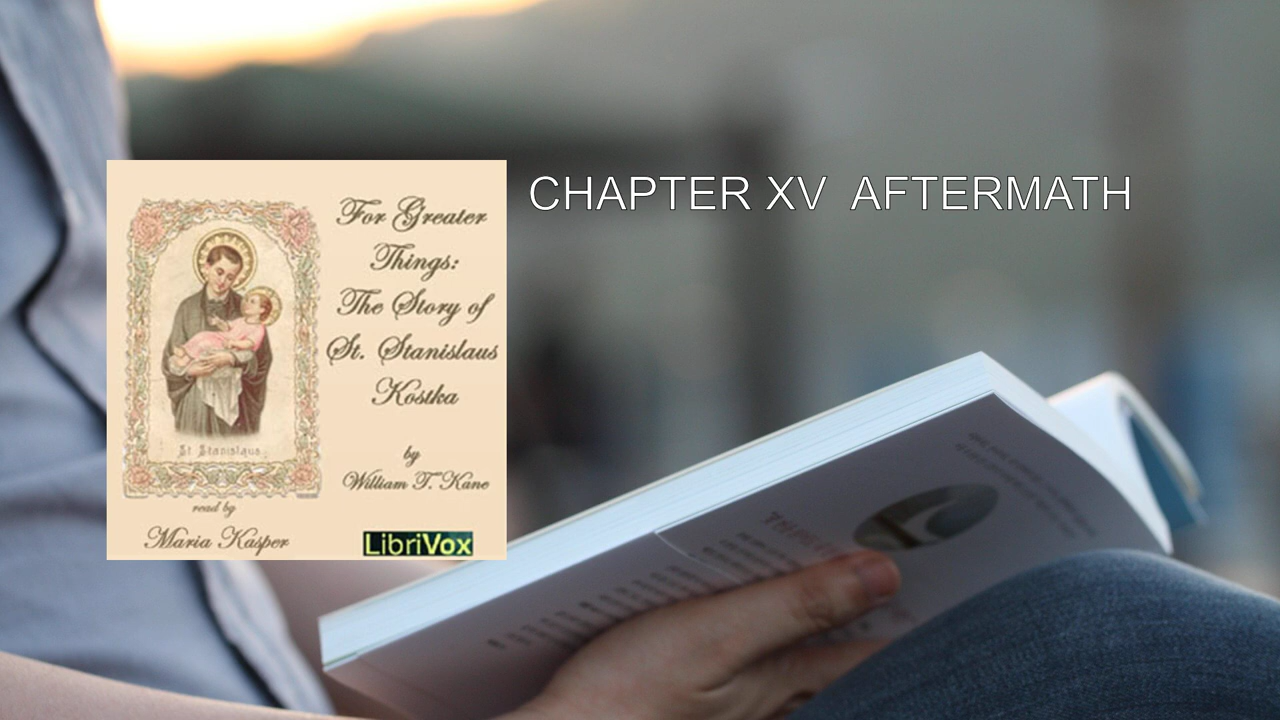 CHAPTER XV  AFTERMATH
For Greater
Things:
The Story of
St. Stanislaus
Kostka
by
William T. Kane
St. Stanislaus.
read by
Maria Kasper
LibriVox